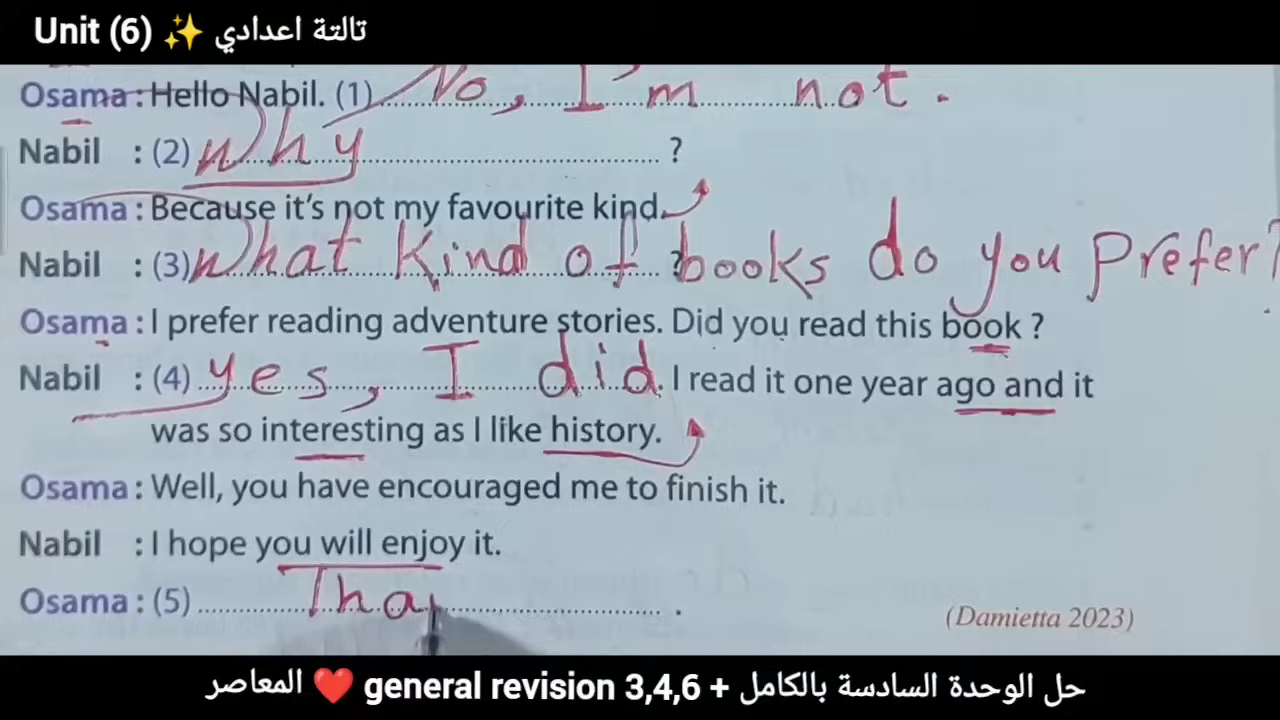 Unit (6) ✨ تالتة اعدادي
Osama : Hello Nabil. (1) No, I'm not.
Nabil : (2) Why ?
Osama : Because it's not my favourite kind.
Nabil : (3) What Kind of ? books do you Prefer?
Osama : I prefer reading adventure stories. Did you read this book ?
Nabil : (4) yes, I did. I read it one year ago and it
was so interesting as I like history.
Osama : Well, you have encouraged me to finish it.
Nabil : I hope you will enjoy it.
Osama : (5) Tha .
(Damietta 2023)
حل الوحدة السادسة بالكامل + general revision 3,4,6 ❤️ المعاصر